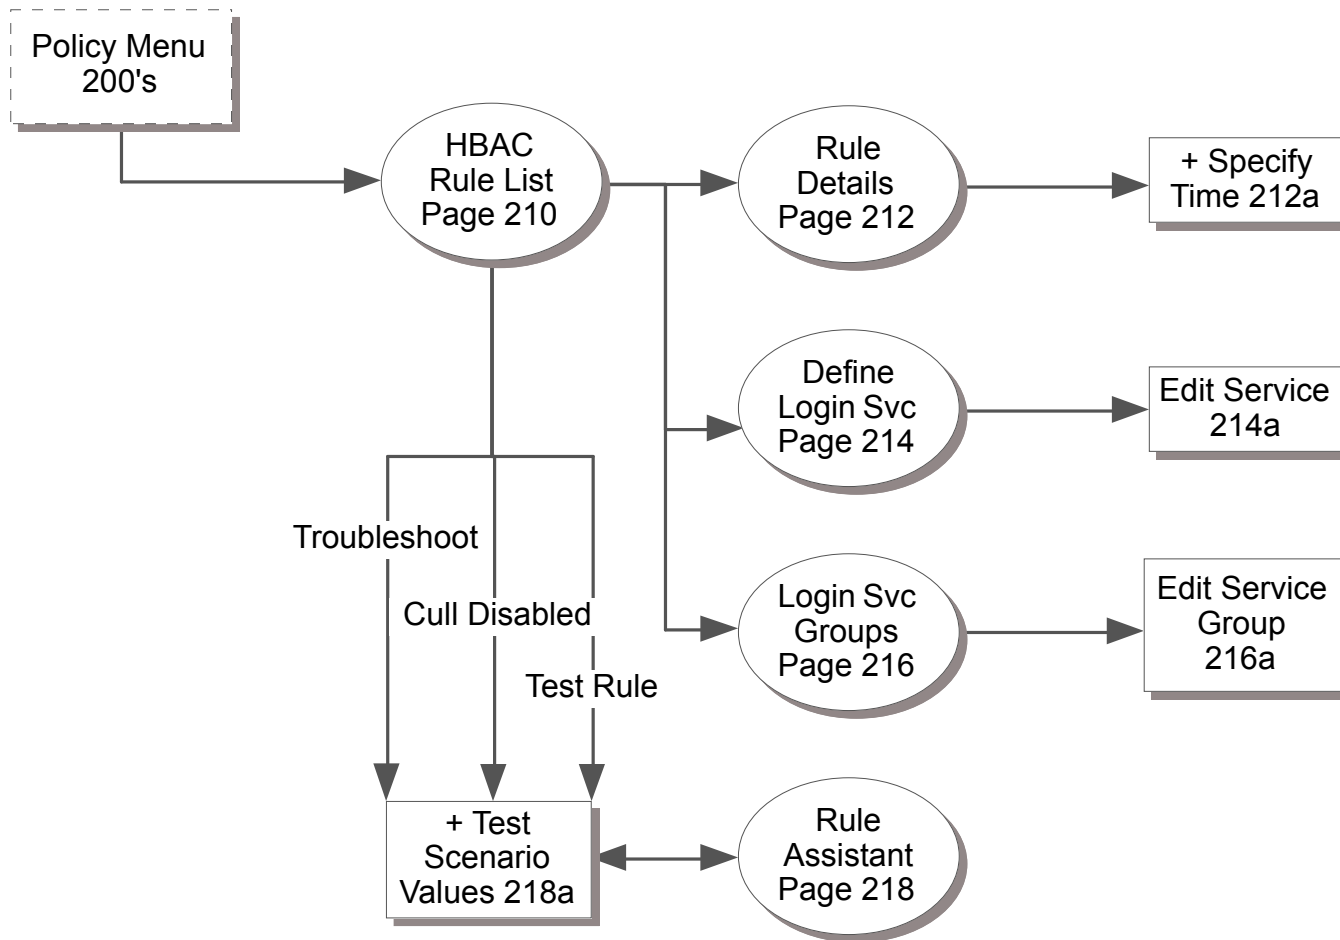 Policy Menu
200's
HBAC
Rule List
Page 210
Rule
Details
Page 212
+ Specify
Time 212a
Define
Login Svc
Page 214
Edit Service
214a
Troubleshoot
Cull Disabled
Test Rule
Login Svc
Groups
Page 216
Edit Service
Group
216a
+ Test
Scenario
Values 218a
Rule
Assistant
Page 218